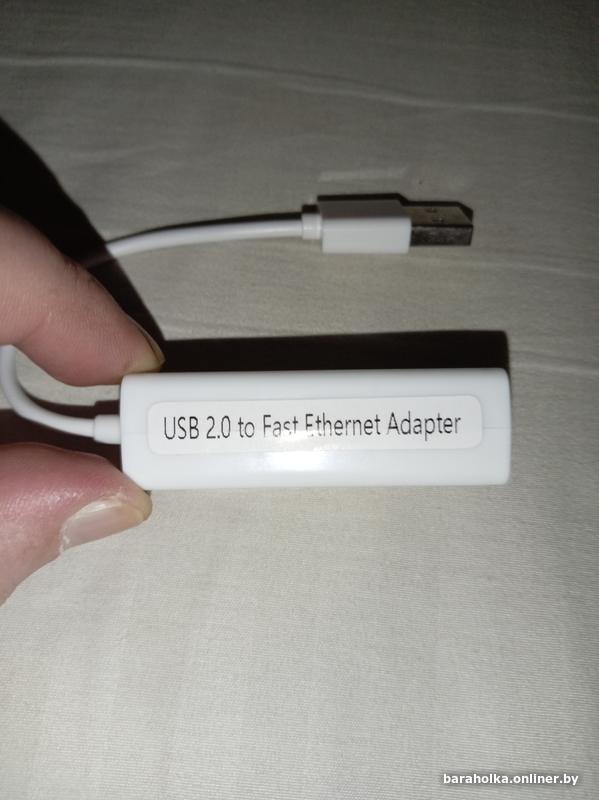 USB 2.0 to Fast Ethernet Adapter
baraholka.onliner.by